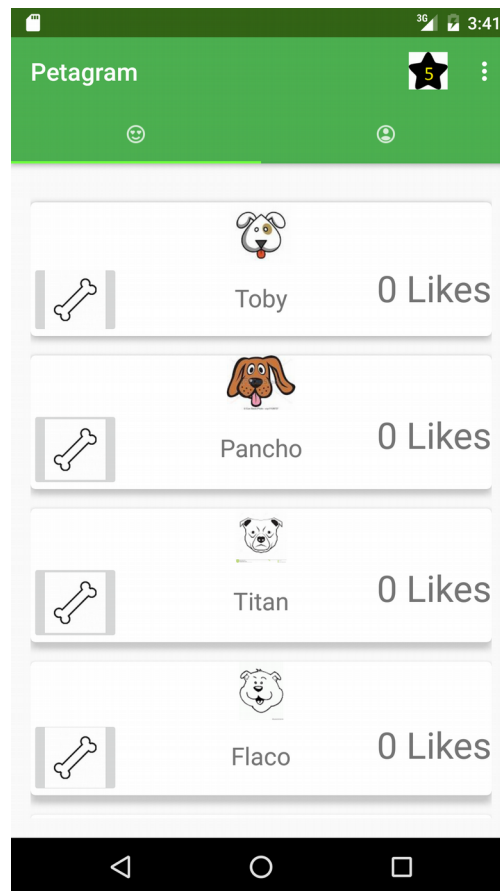 3G 3:41
Petagram 5
Toby
0 Likes
Pancho
0 Likes
Titan
0 Likes
Flaco
0 Likes